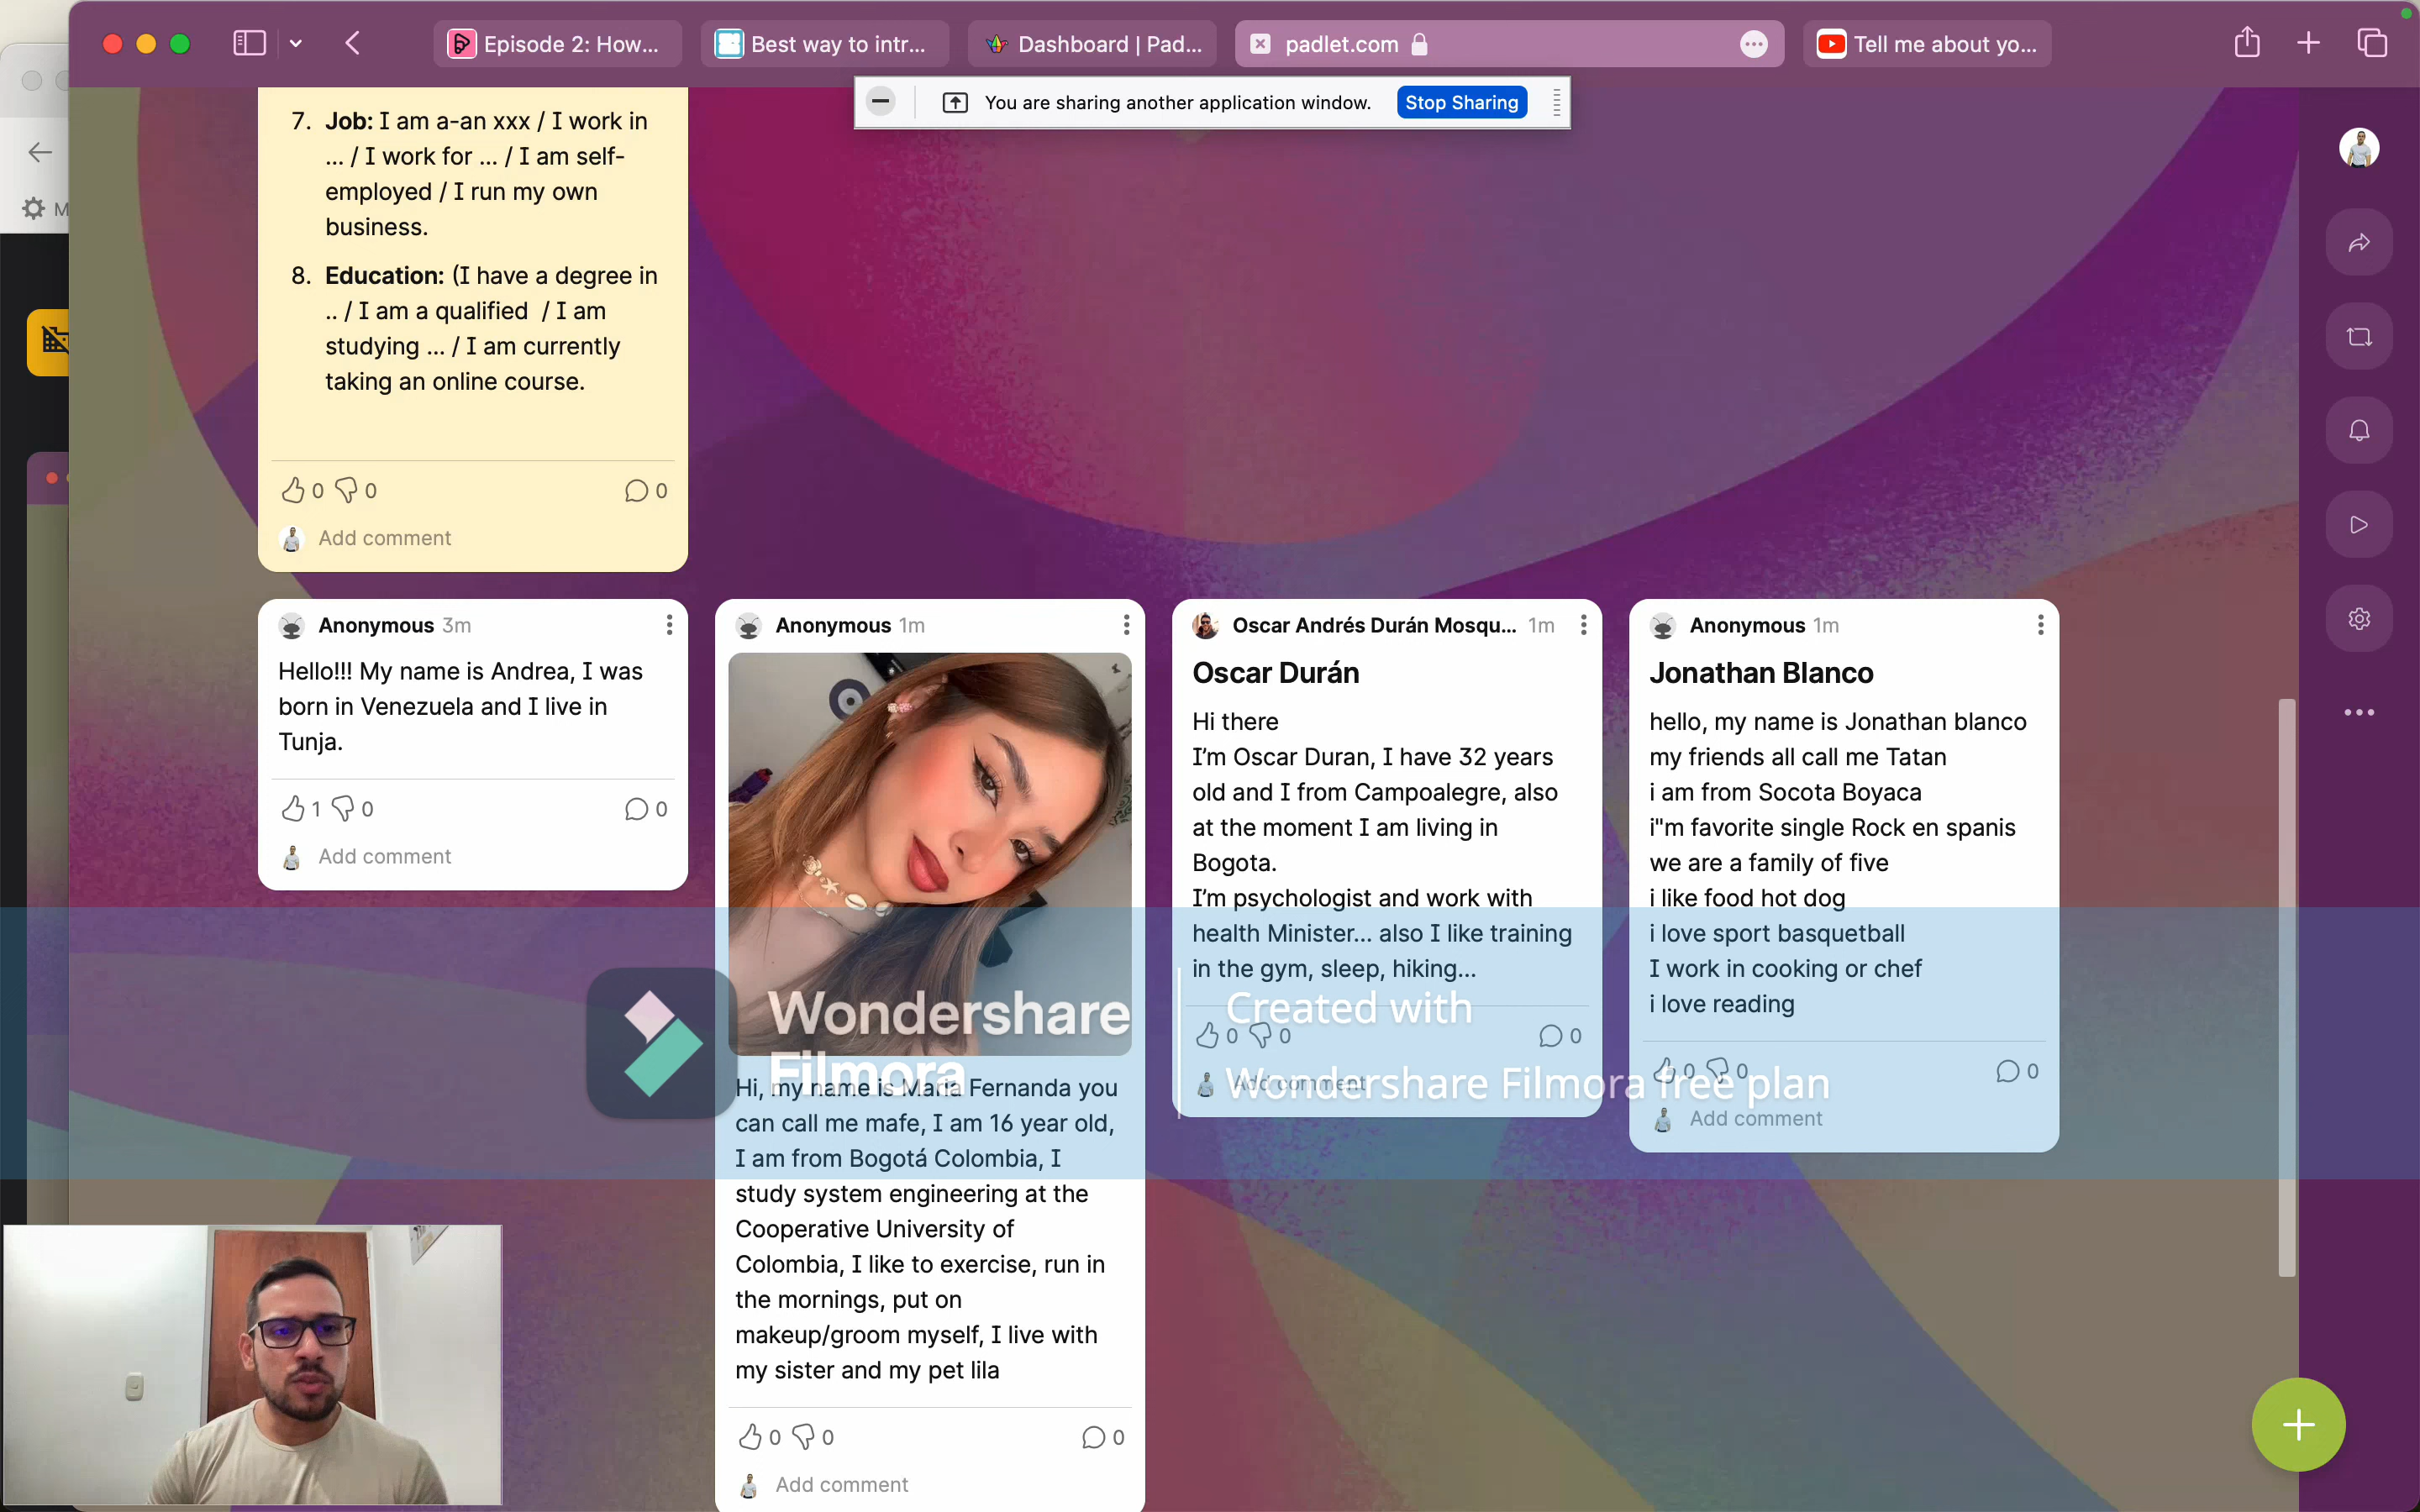 Episode 2: How...
Best way to intr...
Dashboard | Pad...
padlet.com
Tell me about yo...
You are sharing another application window.
Stop Sharing
M
7. Job: I am a-an xxx / I work in
... / I work for ... / I am self-
employed / I run my own
business.
8. Education: (I have a degree in
.. / I am a qualified / I am
studying ... / I am currently
taking an online course.
0 0 0
Add comment
Anonymous 3m
Hello!!! My name is Andrea, I was
born in Venezuela and I live in
Tunja.
1 0 0
Add comment
Anonymous 1m
Hi, my name is Maria Fernanda you
can call me mafe, I am 16 year old,
I am from Bogotá Colombia, I
study system engineering at the
Cooperative University of
Colombia, I like to exercise, run in
the mornings, put on
makeup/groom myself, I live with
my sister and my pet lila
0 0 0
Add comment
Oscar Andrés Durán Mosqu... 1m
Oscar Durán
Hi there
I'm Oscar Duran, I have 32 years
old and I from Campoalegre, also
at the moment I am living in
Bogota.
I'm psychologist and work with
health Minister... also I like training
in the gym, sleep, hiking...
0 0 0
Add comment
Anonymous 1m
Jonathan Blanco
hello, my name is Jonathan blanco
my friends all call me Tatan
i am from Socota Boyaca
i"m favorite single Rock en spanis
we are a family of five
i like food hot dog
i love sport basquetball
I work in cooking or chef
i love reading
0 0 0
Add comment
Wondershare
Filmora
Created with
Wondershare Filmora free plan